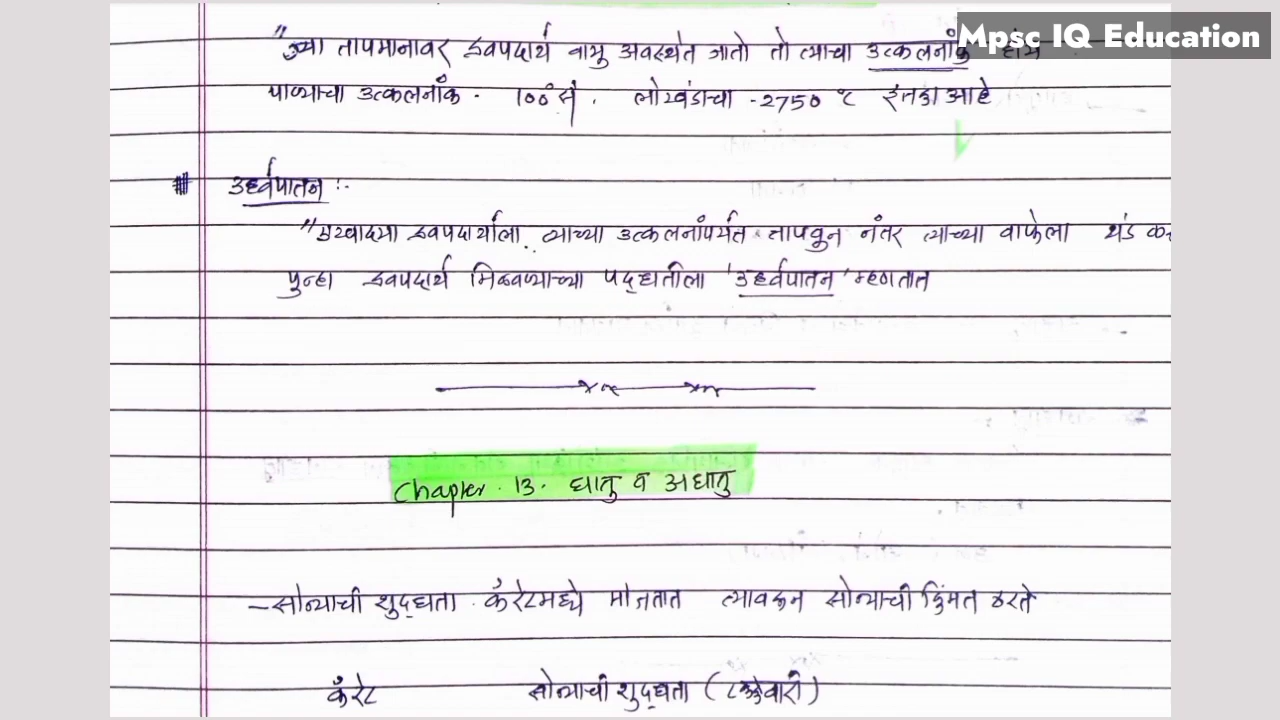 Mpsc IQ Education
"ज्या तापमानावर द्रवपदार्थ वायु अवस्थेत जातो तो त्याचा उत्कलनांक होय
पाण्याचा उत्कलनांक - 100°से. लोखंडाचा -2750 ℃ इतका आहे
# उर्ध्वपातन :-
"एखादया द्रवपदार्थाला त्याच्या उत्कलनांपर्यंत तापवून नंतर त्याच्या वाफेला थंड
पुन्हा द्रवपदार्थ मिळवण्याच्या पद्धतीला 'उर्ध्वपातन' म्हणतात
Chapter. 13. धातु व अधातु
– सोन्याची शुद्धता कॅरेटमध्ये मोजतात त्यावरून सोन्याची किंमत ठरते
कॅरेट सोन्याची शुद्धता (टक्केवारी)